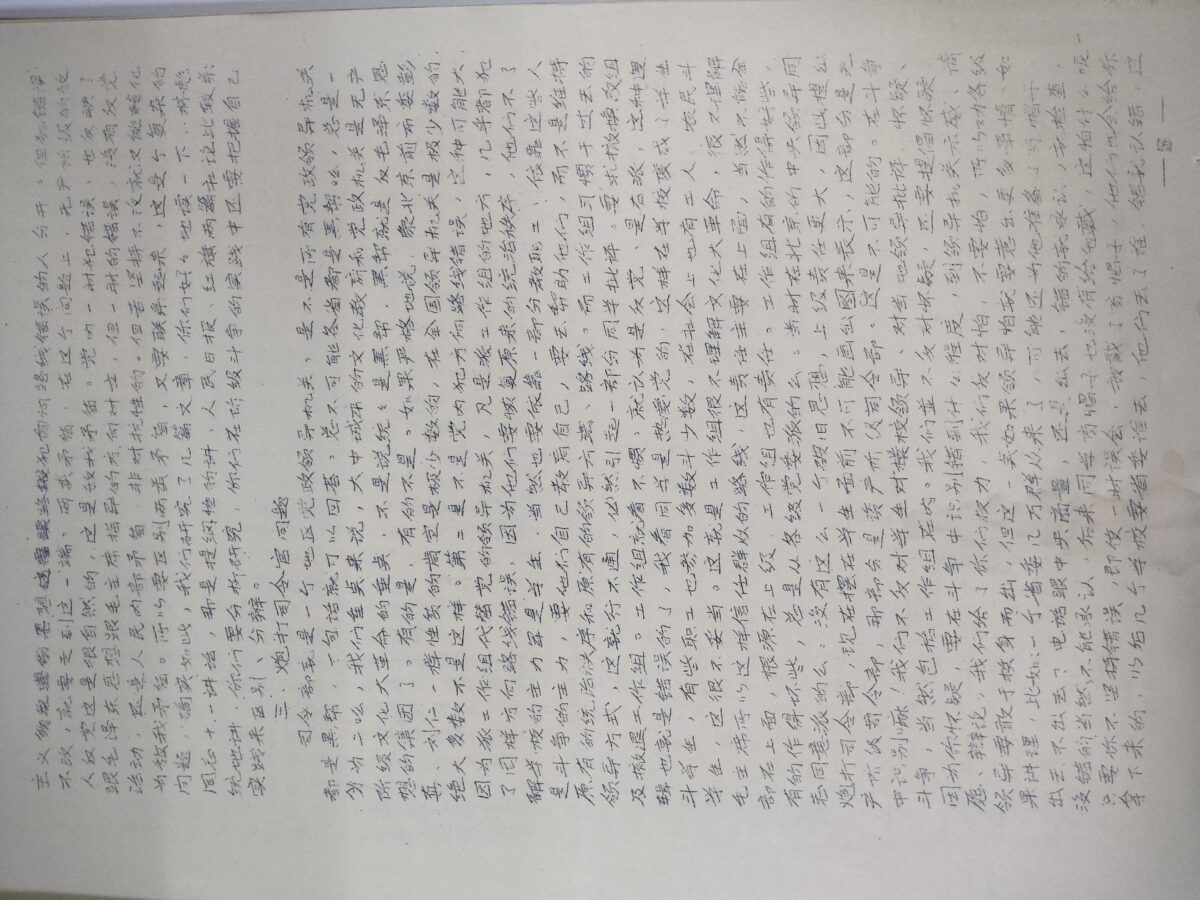 主义的反毛泽东思想这要跟路线犯方向路线错误的人分开。但犯错误
不改，就要走到这一端。两类矛盾，在这个问题上，无产阶级的敌
人反党这是很自然的，这是敌我矛盾。党内一时犯错误，也反映了
跟毛泽东思想跟毛主席指导的方向对立，但一时的错误，没有反党
活动，还是人民内部矛盾，非对抗性的。但若坚持不改就又能转化
为敌我矛盾。所以要区别两类矛盾，又要联系起来，这是个复杂的
问题，确实如此，我们研究了几篇文章，你们好好地读一下，林彪
同志十一讲话，那是提纲性的讲，人民日报、红旗两篇社论比较系
统地讲，你们要分析研究，你们在阶级斗争的实践中还要把握自己
实践来区别、分辨。
三、炮打司令官问题
司令部就是一个地区党政领导机关，是不是所有党政领导机关
都是黑帮，一句话就可以回答。总不可能各省都是黑帮吆，总是一
分为二吆，我们重点来说，大中城市的文化教育和党政机关是无产
阶级文化大革命的重点，不是说统统是黑帮，黑帮就是反毛泽东思
想的集团了。有的是，有的不是。如果严格地说，象北京前市委彭
真、刘仁一样性质的肯定是极少数的，在全国领导机关是极少数的，
绝大多数不是这样。第二是不是党内犯方向路线错误，这种可能大，
因为派工作组代替党的领导机关，凡是派工作组的地方，几乎都犯
了同样方向路线错误，因为他们要恢复原来的统治秩序，他们不了
解学校的主力军是学生，当然也要依靠一部分教职工，依靠这些人
是斗争的主力，要他们自己教育自己，要去帮助他们，而不是维持
原有的统治秩序和原有的领导方法、路线。而工作组习惯于过去的
领导方式，这就行不通，必然引起一部分同学批评。要求撤换改组
及撤退工作组。工作组就看不惯，就认为是反党、是右派，这种逻
辑也就是错误的了，我看同学是热爱党的，这样在学校变成了学生
斗学生，有些职工也参加多数斗少数，在社会上也有工人、农民斗
学生，这很不妥当。这就是工作组很不理解文化大革命，很不理解
毛主席所以这样信任群众的路线，这责任主要在上面，当然不能全
部在上面，根源在上级，工作组也有责任。工作组有的作得好些，
有的作得坏些，总是从各级党委派的么。当时在北京的中央领导同
志同意派的么。没有这么一个破旧思想，上级责任更大，因此提出
炮打司令部，现在摆在学生面前不可能画出图来表示，这部分是无
产阶级司令部，那部分是资产阶级司令部。这是不可能的。在斗争
中识别嘛！我们不反对学生对横校领导、对当地领导批评、怀疑、
斗争，当然包括工作组在内。我们並不反对怀疑，还要提倡怀疑，
因为你怀疑，要在斗争中识别错到什么程度，到领导机关示威、请
愿、辩论，我们给了你们权力，我们反对怕，不要怕，所以劝各级
领导要敢于挺身而出，但这一点如果领导怕就要惹出更多事情。如
果讲理，比如：一个省委几万群众来了，可能还为他准备了高帽子
出去不出去？电话跟中央商量，还是出去，错的就承认，去检查，
没错的当然不能承认，后来同学高帽子也没有给他戴，这怕什么呢
只要你不坚持错误，即使一时误会，被戴了高帽子，他们也会给你
拿下来的，以后几个学校要省委谁去，他们去了谁，错就认错，还
— 5 —